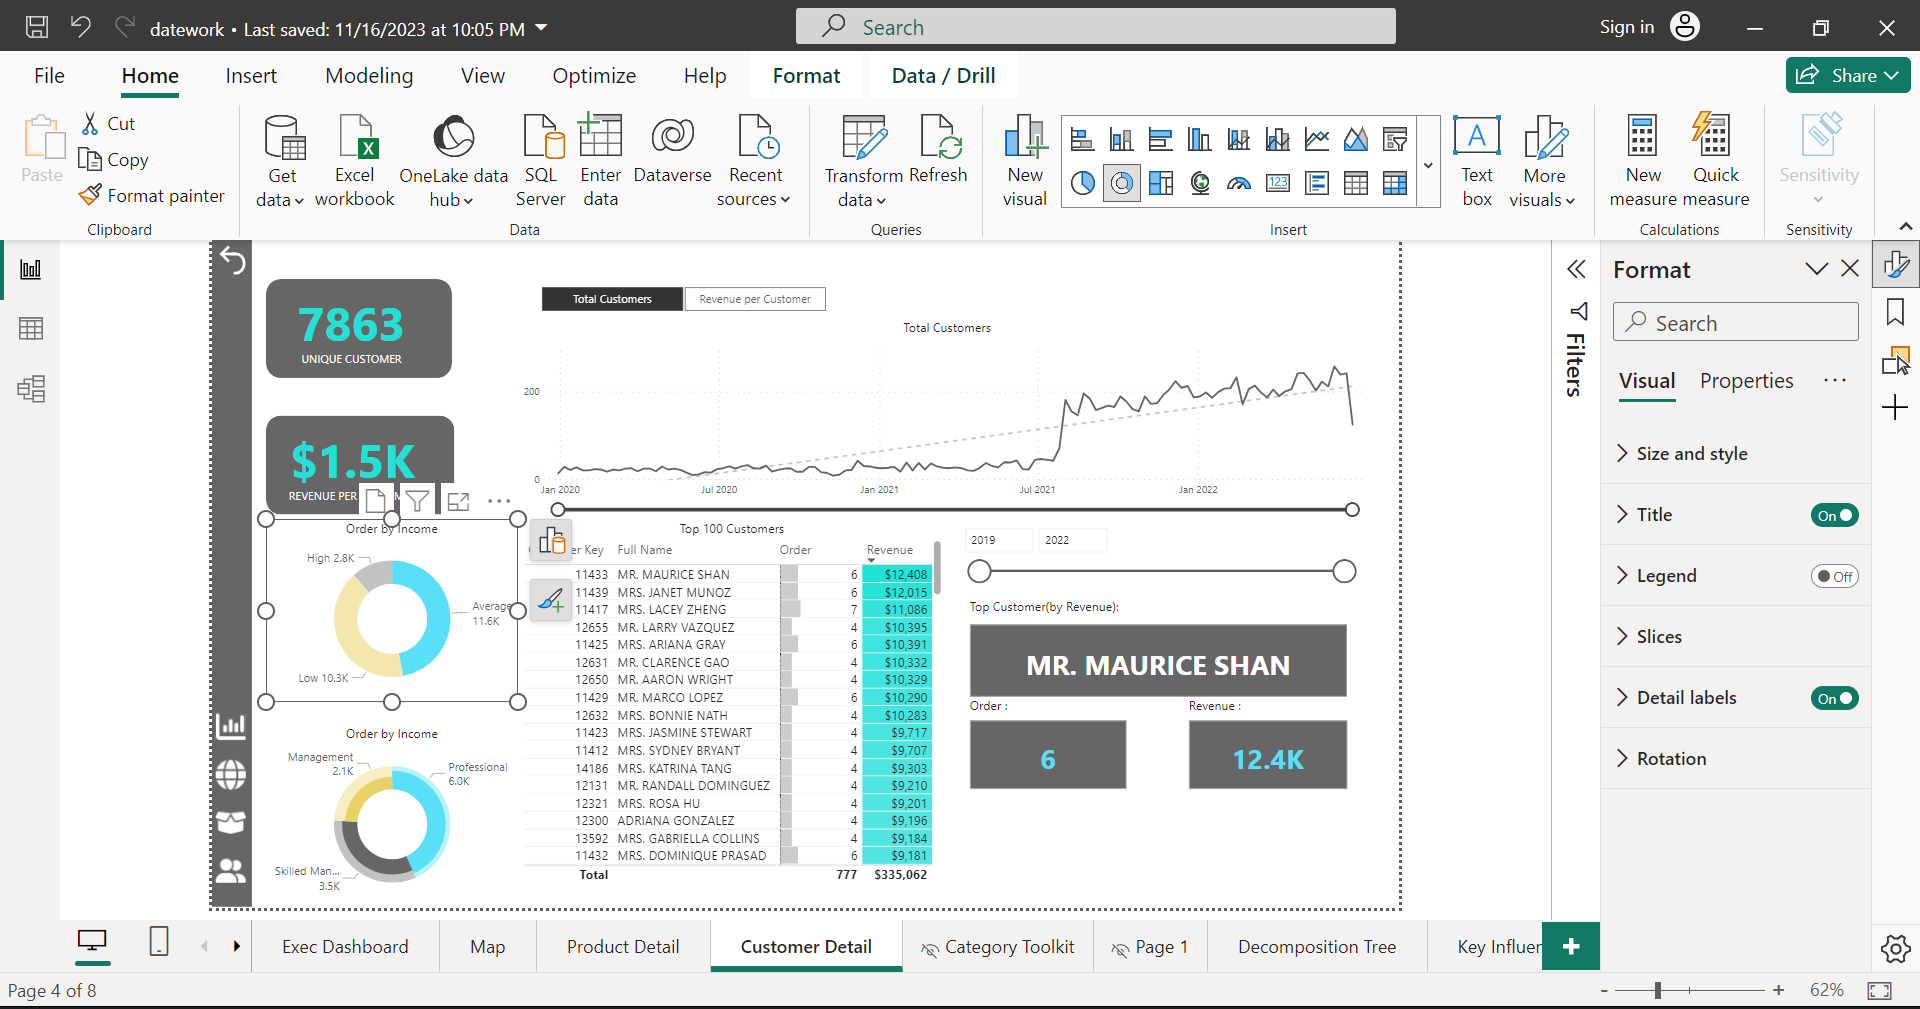 datework • Last saved: 11/16/2023 at 10:05 PM
Search
Sign in
File Home Insert Modeling View Optimize Help Format Data / Drill
Share
Paste
Cut
Copy
Format painter
Clipboard
Get data
Excel workbook
OneLake data hub
SQL Server
Enter data
Dataverse
Recent sources
Data
Transform data
Refresh
Queries
New visual
123
Insert
A
Text box
More visuals
New measure
Quick measure
Calculations
Sensitivity
Sensitivity
7863
UNIQUE CUSTOMER
$1.5K
REVENUE PER
Total Customers
Revenue per Customer
Total Customers
200
0
Jan 2020 Jul 2020 Jan 2021 Jul 2021 Jan 2022
Order by Income
High 2.8K
Average
11.6K
Low 10.3K
Order by Income
Management
2.1K
Professional
6.0K
Skilled Man...
3.5K
Top 100 Customers
er Key Full Name Order Revenue
11433 MR. MAURICE SHAN 6 $12,408
11439 MRS. JANET MUNOZ 6 $12,015
11417 MRS. LACEY ZHENG 7 $11,086
12655 MR. LARRY VAZQUEZ 4 $10,395
11425 MRS. ARIANA GRAY 6 $10,391
12631 MR. CLARENCE GAO 4 $10,332
12650 MR. AARON WRIGHT 4 $10,329
11429 MR. MARCO LOPEZ 6 $10,290
12632 MRS. BONNIE NATH 4 $10,283
11423 MRS. JASMINE STEWART 4 $9,717
11412 MRS. SYDNEY BRYANT 4 $9,707
14186 MRS. KATRINA TANG 4 $9,303
12131 MR. RANDALL DOMINGUEZ 4 $9,210
12321 MRS. ROSA HU 4 $9,201
12300 ADRIANA GONZALEZ 4 $9,196
13592 MRS. GABRIELLA COLLINS 4 $9,184
11432 MRS. DOMINIQUE PRASAD 6 $9,181
Total 777 $335,062
2019 2022
Top Customer(by Revenue):
MR. MAURICE SHAN
Order : Revenue :
6 12.4K
Filters
Format
Search
Visual Properties ...
Size and style
Title On
Legend Off
Slices
Detail labels On
Rotation
Exec Dashboard Map Product Detail Customer Detail Category Toolkit Page 1 Decomposition Tree Key Influer
Page 4 of 8
- + 62%